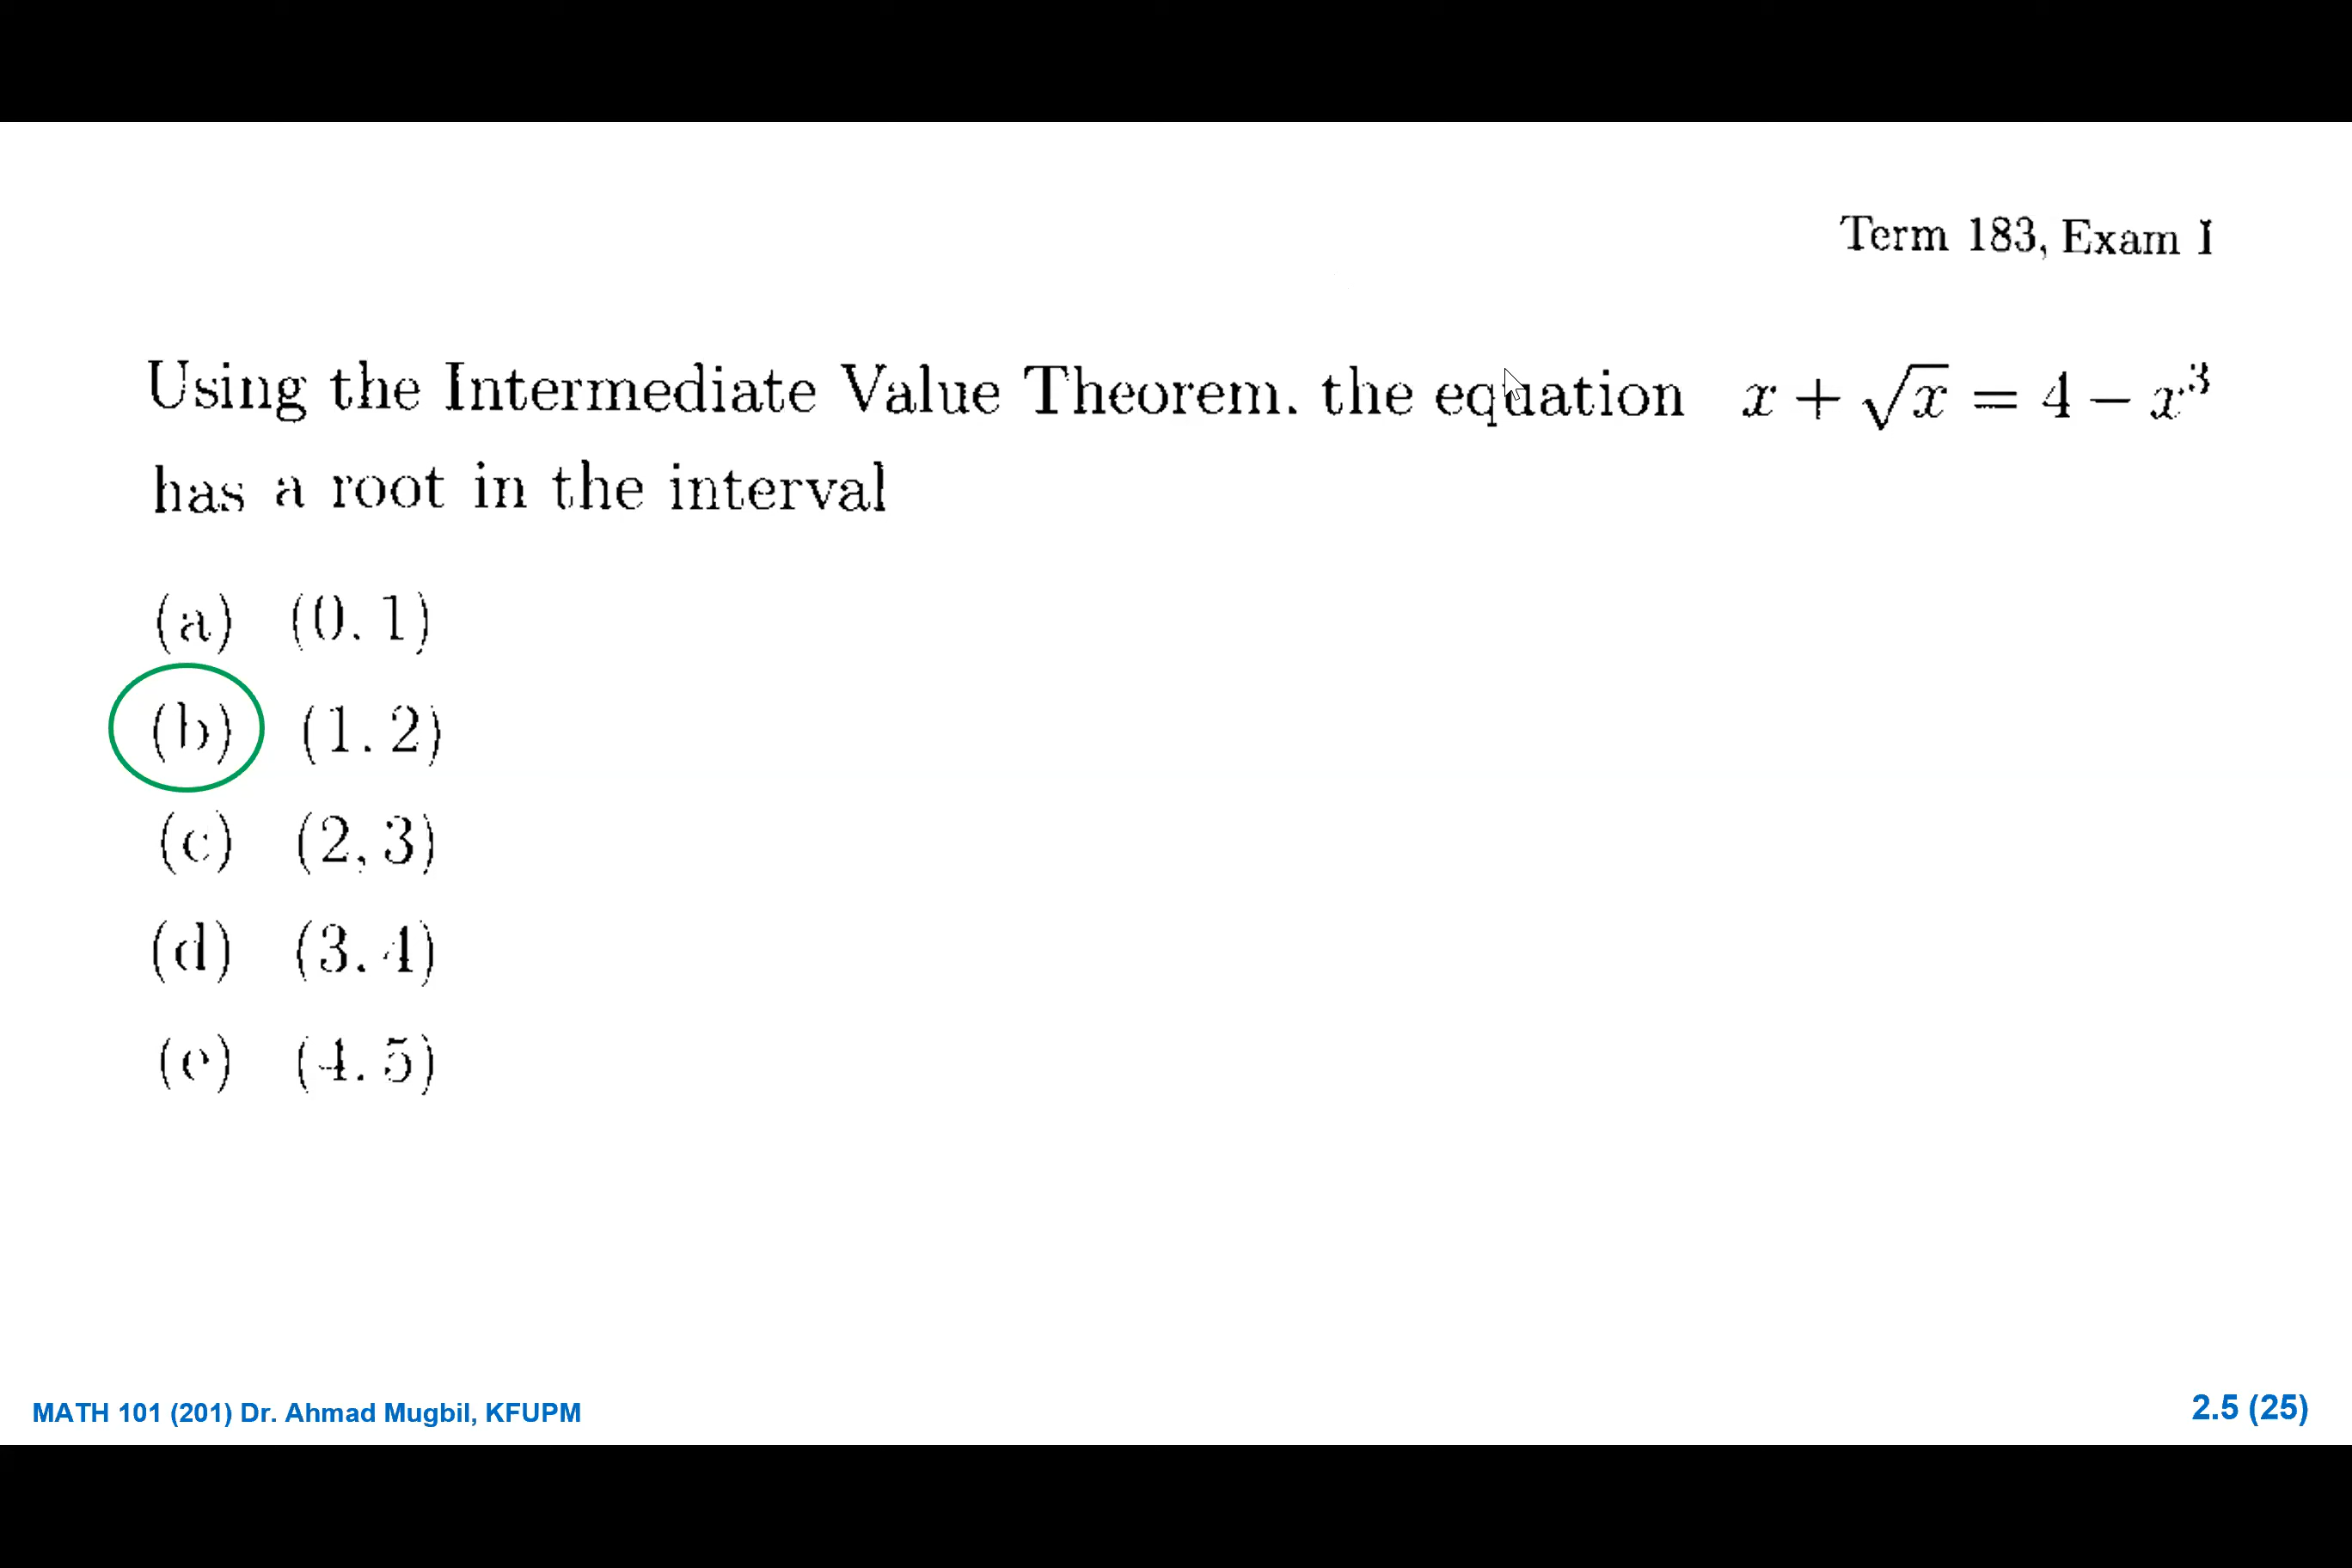 Term 183, Exam I
Using the Intermediate Value Theorem. the equation x + √x = 4 − x³
has a root in the interval
(a) (0. 1)
(b) (1. 2)
(c) (2, 3)
(d) (3. 4)
(e) (4. 5)
MATH 101 (201) Dr. Ahmad Mugbil, KFUPM
2.5 (25)